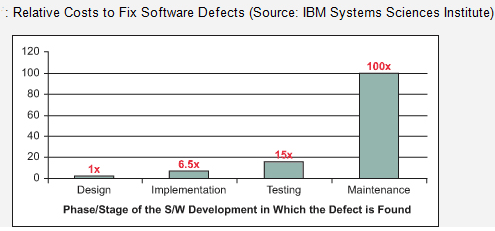 : Relative Costs to Fix Software Defects (Source: IBM Systems Sciences Institute)
120
100
80
60
40
20
0
1x
6.5x
15x
100x
Design Implementation Testing Maintenance
Phase/Stage of the S/W Development in Which the Defect is Found